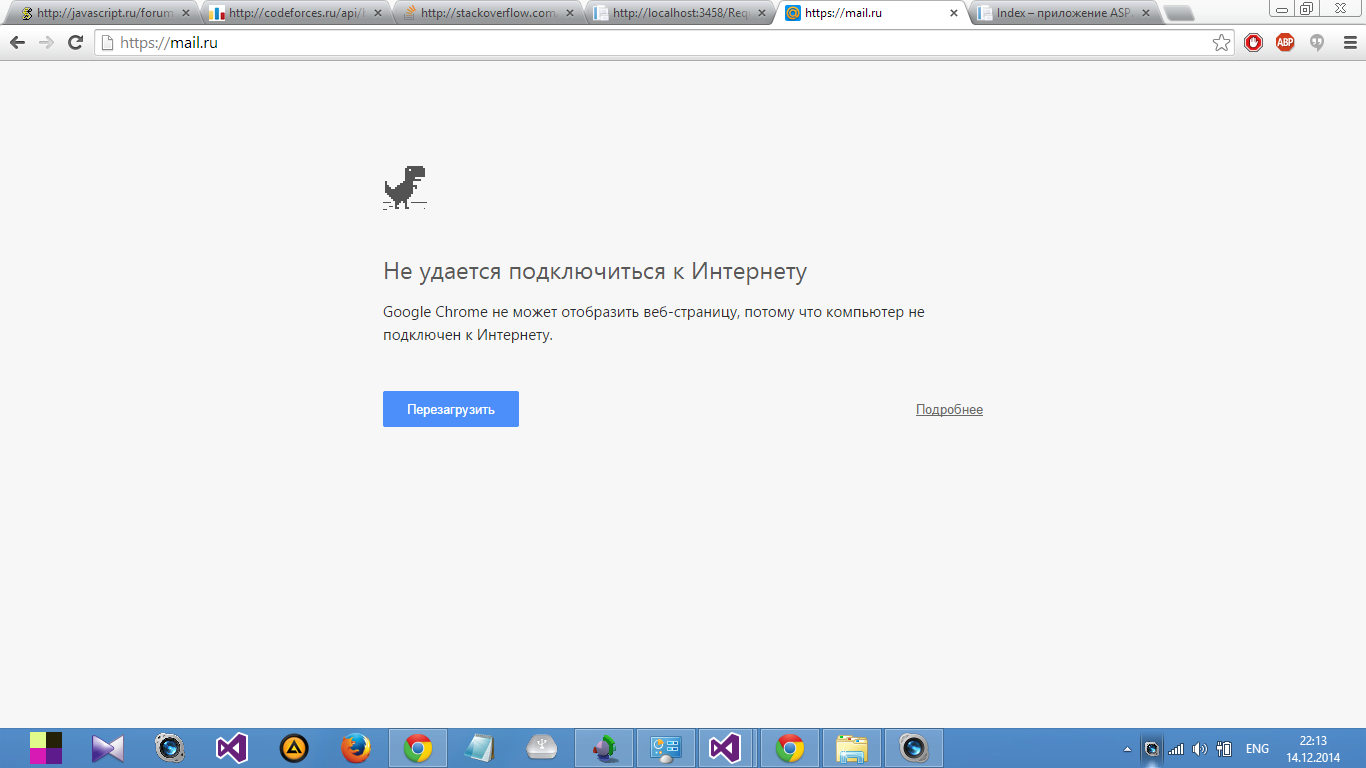 http://javascript.ru/forum
http://codeforces.ru/api/
http://stackoverflow.com
http://localhost:3458/Req
https://mail.ru
Index – приложение ASP
https://mail.ru
ABP
Не удается подключиться к Интернету
Google Chrome не может отобразить веб-страницу, потому что компьютер не
подключен к Интернету.
Перезагрузить
Подробнее
ENG
22:13
14.12.2014